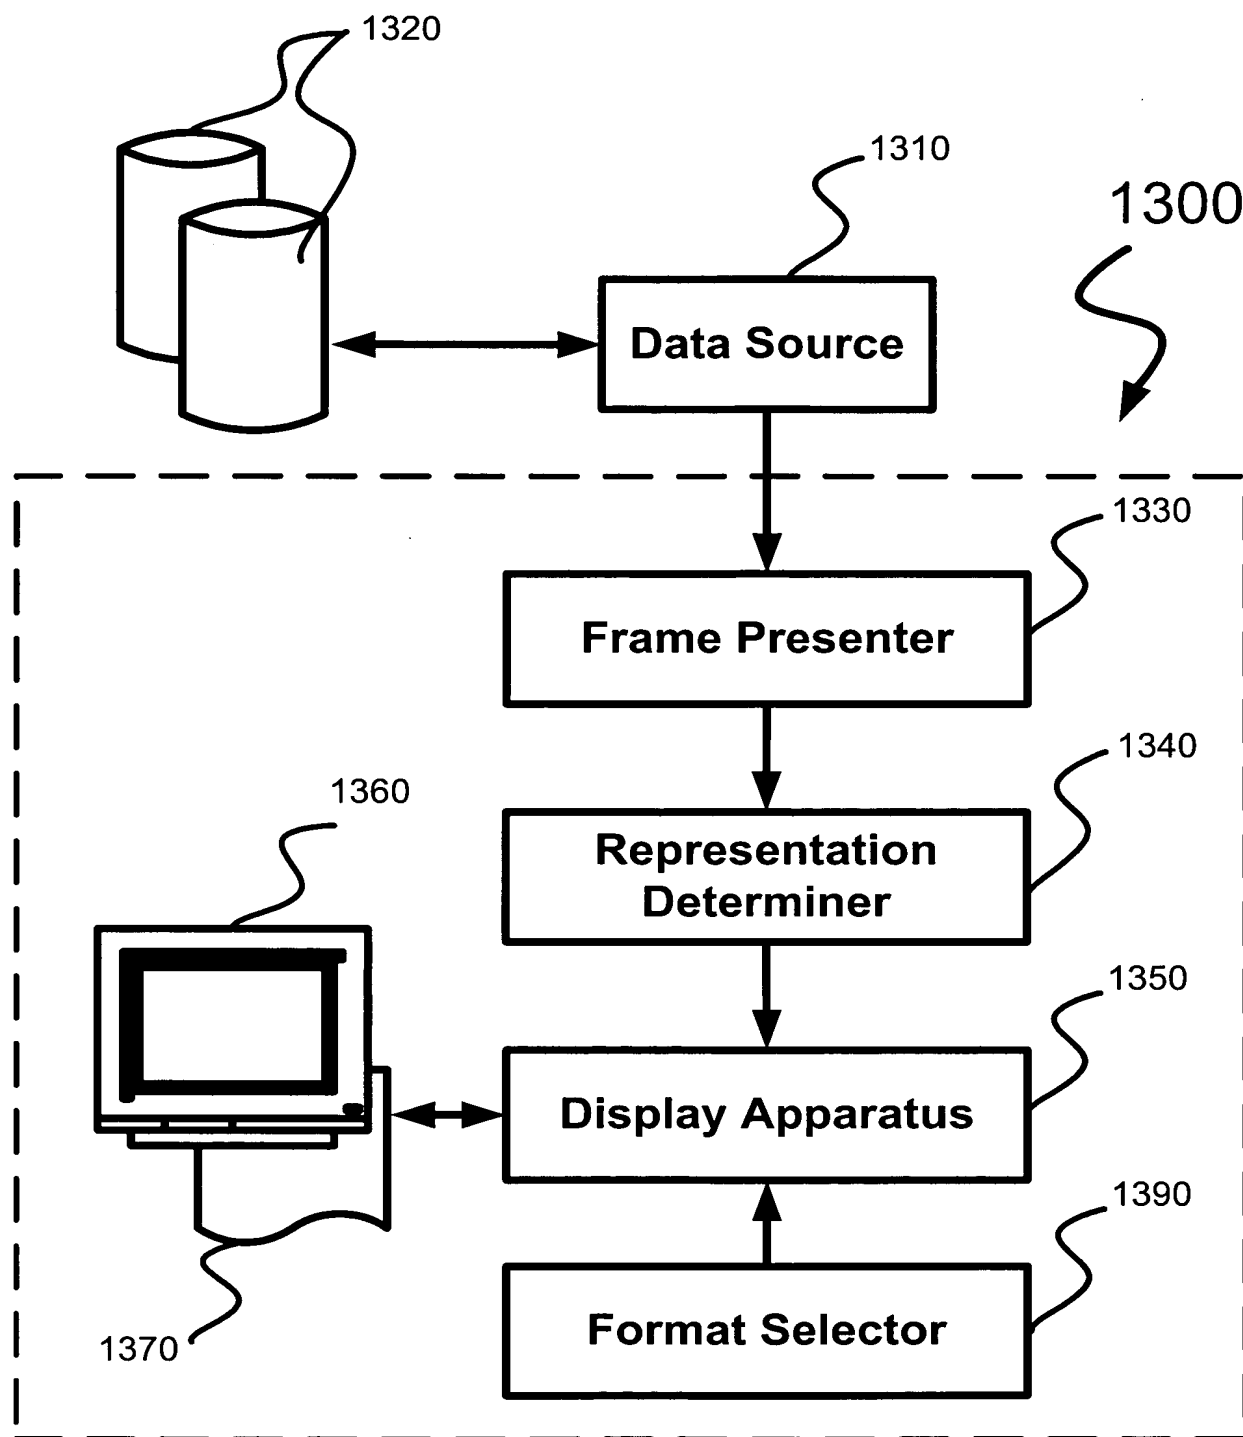 1320
1310
1300
Data Source
1330
Frame Presenter
1340
1360
Representation
Determiner
1350
Display Apparatus
1390
Format Selector
1370